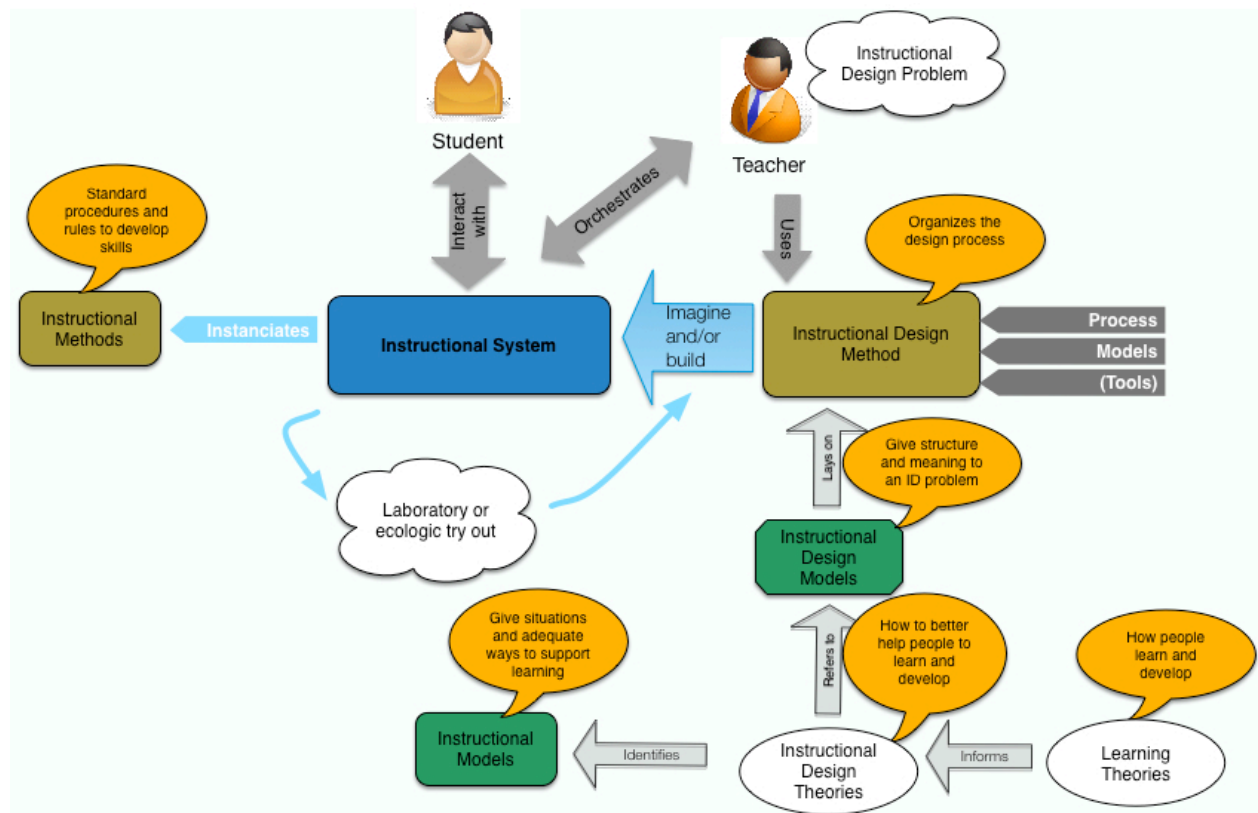 Instructional
Design Problem
Student
Teacher
Standard
procedures and
rules to develop
skills
Interact
with
Orchestrates
Uses
Organizes the
design process
Instructional
Methods
Instanciates
Instructional System
Imagine
and/or
build
Instructional Design
Method
Process
Models
(Tools)
Laboratory or
ecologic try out
Lays on
Give structure
and meaning to
an ID problem
Instructional
Design
Models
Give situations
and adequate
ways to support
learning
Refers to
How to better
help people to
learn and
develop
How people
learn and
develop
Instructional
Models
Identifies
Instructional
Design
Theories
Informs
Learning
Theories